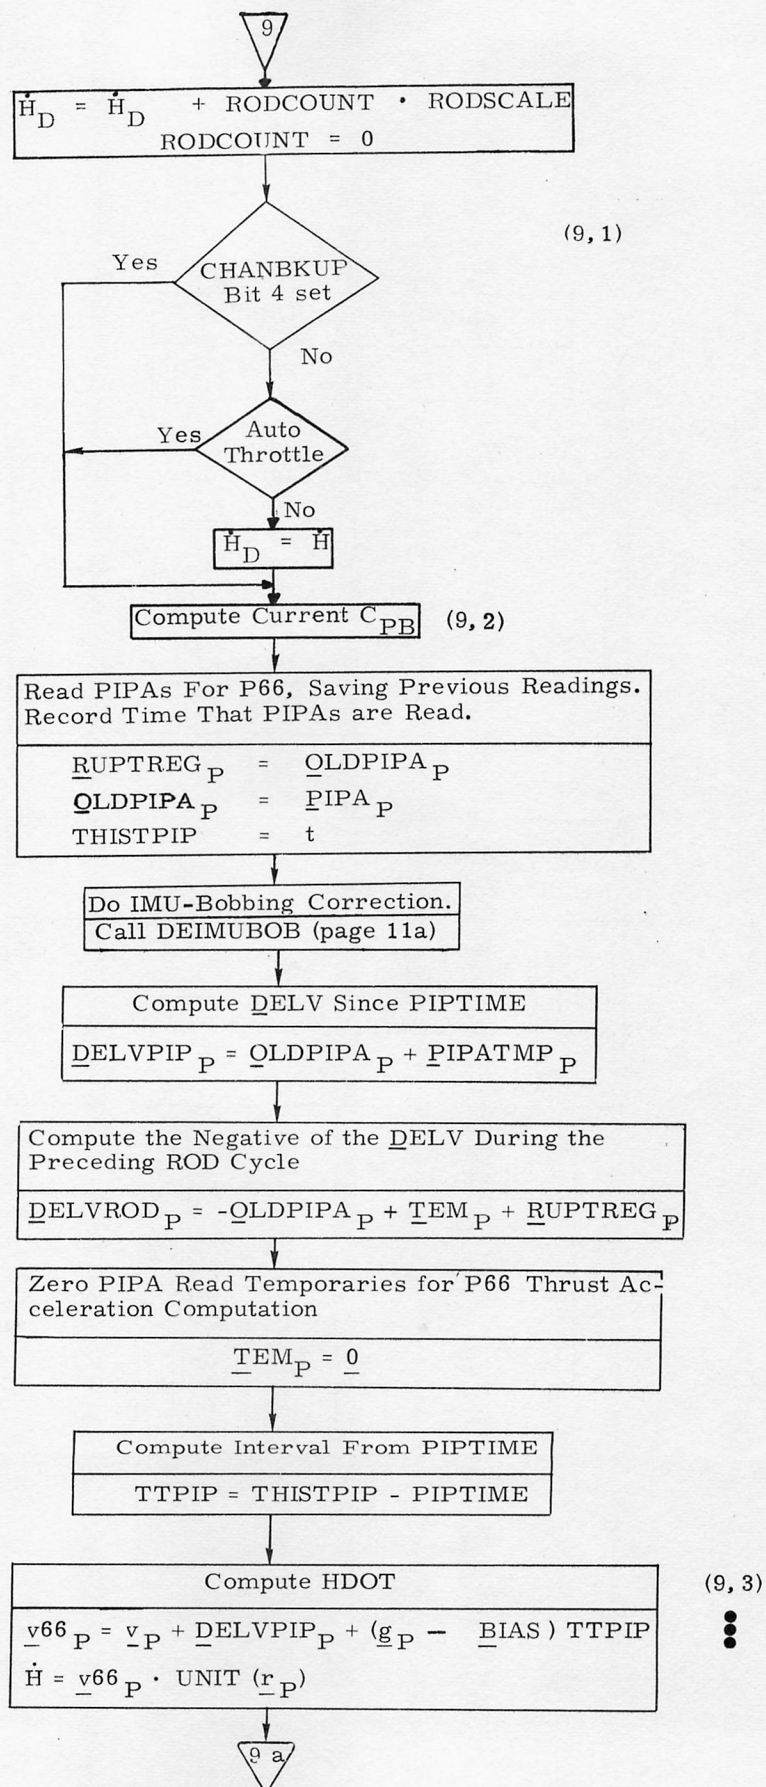 9
Ḣ_D = Ḣ_D + RODCOUNT • RODSCALE
RODCOUNT = 0
(9,1)
Yes
CHANBKUP
Bit 4 set
No
Yes
Auto
Throttle
No
Ḣ_D = Ḣ
Compute Current C_PB
(9,2)
Read PIPAs For P66, Saving Previous Readings.
Record Time That PIPAs are Read.
RUPTREG_P = OLDPIPA_P
OLDPIPA_P = PIPA_P
THISTPIP = t
Do IMU-Bobbing Correction.
Call DEIMUBOB (page 11a)
Compute DELV Since PIPTIME
DELVPIP_P = OLDPIPA_P + PIPATMP_P
Compute the Negative of the DELV During the
Preceding ROD Cycle
DELVROD_P = -OLDPIPA_P + TEM_P + RUPTREG_P
Zero PIPA Read Temporaries for P66 Thrust Ac-
celeration Computation
TEM_P = 0
Compute Interval From PIPTIME
TTPIP = THISTPIP - PIPTIME
Compute HDOT
(9,3)
v66_P = v_P + DELVPIP_P + (g_P - BIAS) TTPIP
Ḣ = v66_P · UNIT (r_P)
9 a